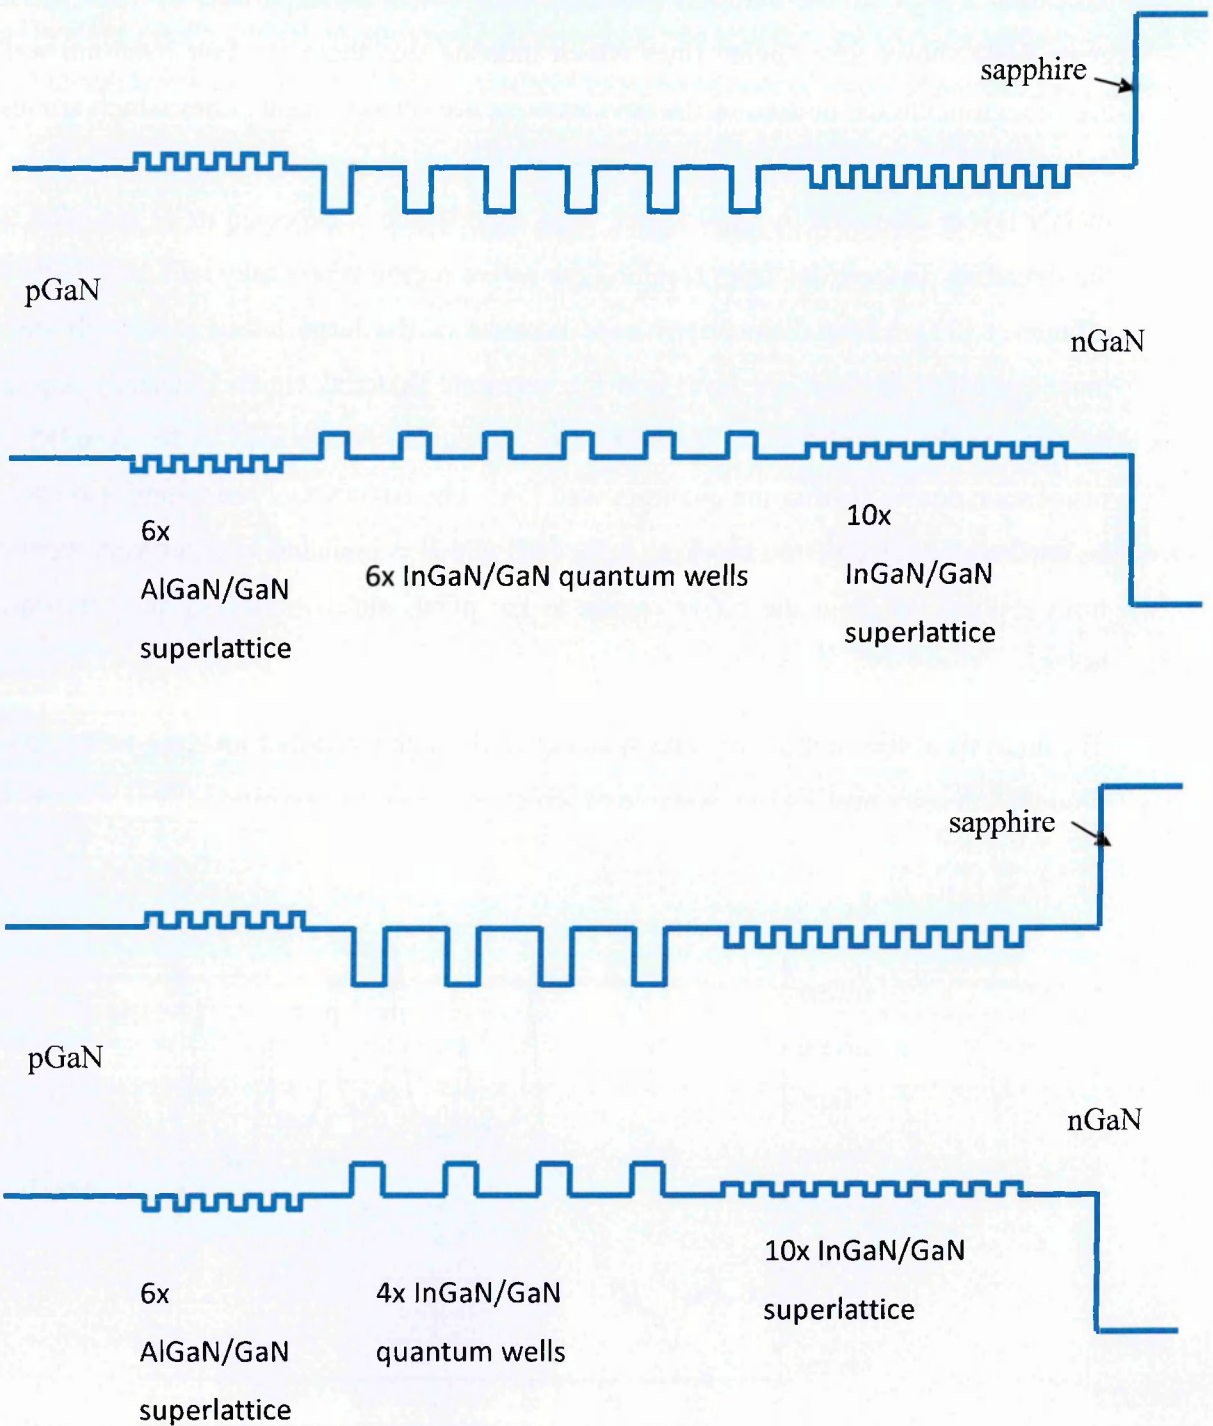 sapphire
pGaN
nGaN
6x
AlGaN/GaN
superlattice
6x InGaN/GaN quantum wells
10x
InGaN/GaN
superlattice
sapphire
pGaN
nGaN
6x
AlGaN/GaN
superlattice
4x InGaN/GaN
quantum wells
10x InGaN/GaN
superlattice